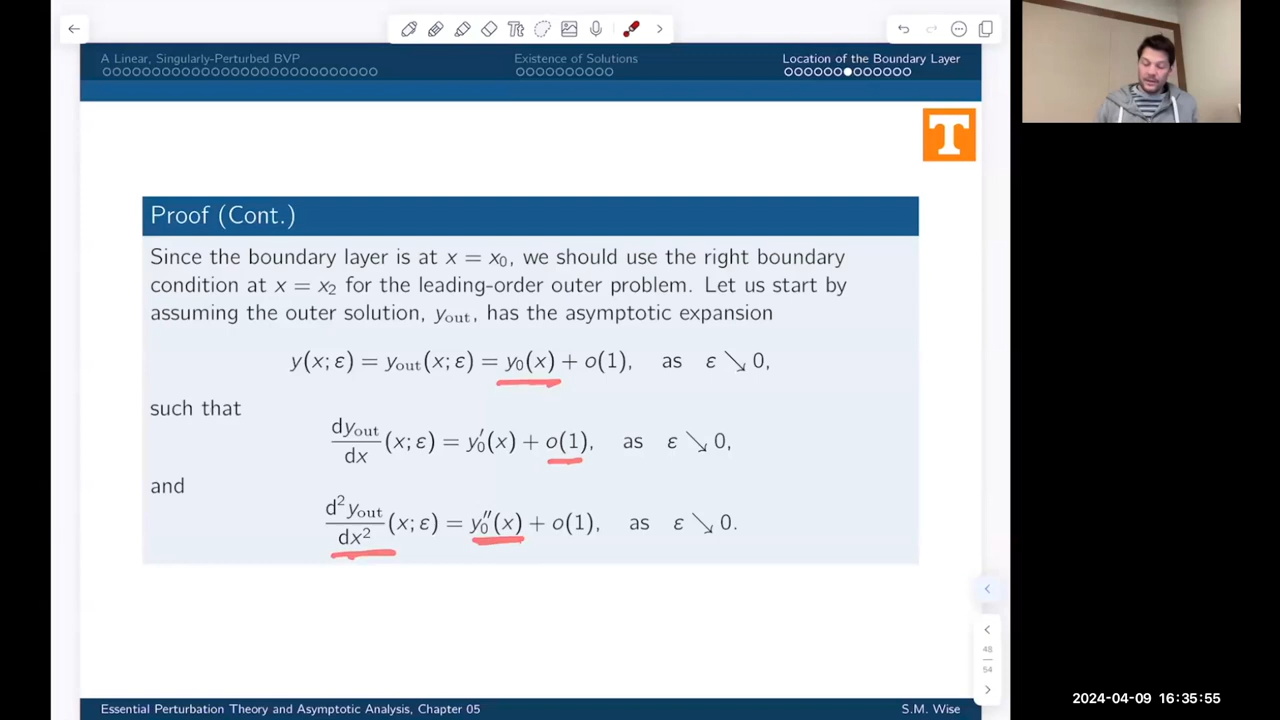 A Linear, Singularly-Perturbed BVP
Existence of Solutions
Location of the Boundary Layer
T
Proof (Cont.)
Since the boundary layer is at x = x₀, we should use the right boundary
condition at x = x₂ for the leading-order outer problem. Let us start by
assuming the outer solution, y_out, has the asymptotic expansion
y(x; ε) = y_out(x; ε) = y₀(x) + o(1), as ε ↘ 0,
such that
dy_out/dx (x; ε) = y₀′(x) + o(1), as ε ↘ 0,
and
d²y_out/dx² (x; ε) = y₀″(x) + o(1), as ε ↘ 0.
48
54
Essential Perturbation Theory and Asymptotic Analysis, Chapter 05
S.M. Wise
2024-04-09 16:35:55